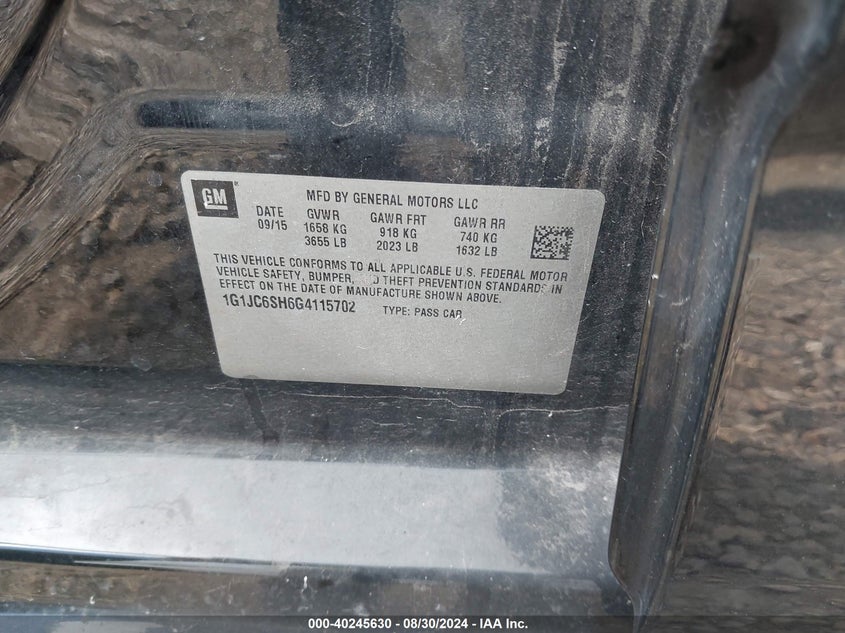 GM
MFD BY GENERAL MOTORS LLC
DATE GVWR GAWR FRT GAWR RR
09/15 1658 KG 918 KG 740 KG
3655 LB 2023 LB 1632 LB
THIS VEHICLE CONFORMS TO ALL APPLICABLE U.S. FEDERAL MOTOR
VEHICLE SAFETY, BUMPER, D THEFT PREVENTION STANDARDS IN
EFFECT ON THE DATE OF MANUFACTURE SHOWN ABOVE.
1G1JC6SH6G4115702 TYPE: PASS CAR
000-40245630 - 08/30/2024 - IAA Inc.